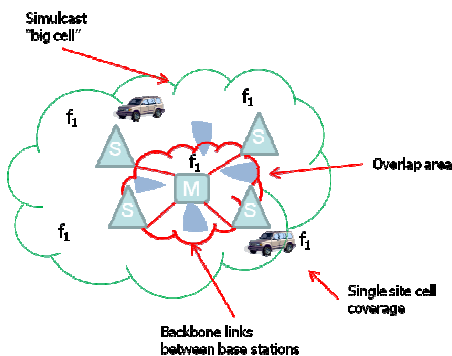 Simulcast
"big cell"
f1
f1
S
S
f1
Overlap area
M
S
S
f1
f1
Single site cell
coverage
Backbone links
between base stations